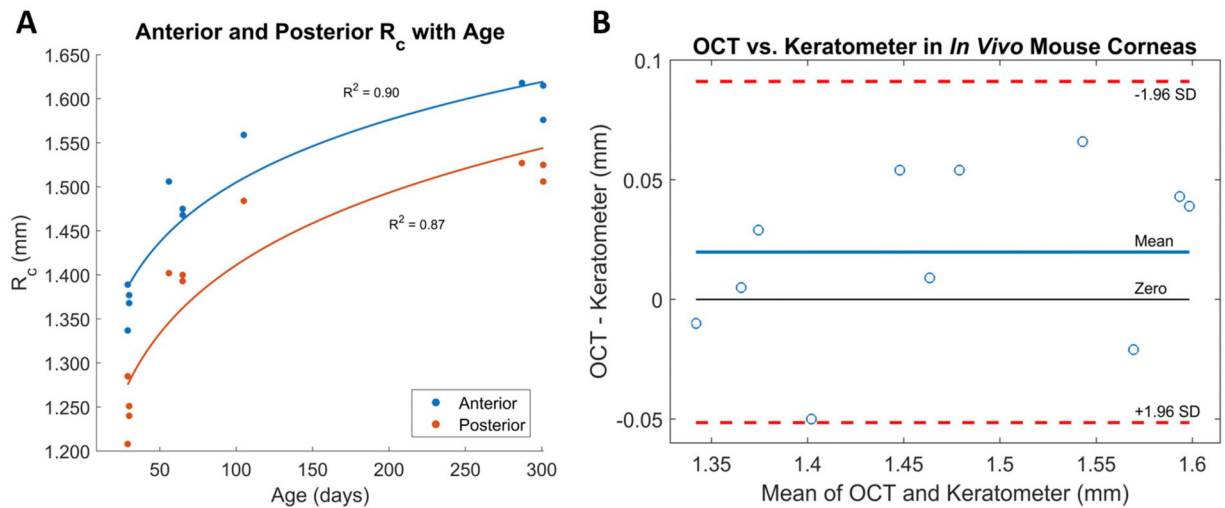 A
Anterior and Posterior R_c with Age
1.650
1.600
1.550
1.500
1.450
1.400
1.350
1.300
1.250
1.200
R_c (mm)
R² = 0.90
R² = 0.87
Anterior
Posterior
50
100
150
200
250
300
Age (days)
B
OCT vs. Keratometer in In Vivo Mouse Corneas
0.1
0.05
0
-0.05
OCT - Keratometer (mm)
-1.96 SD
Mean
Zero
+1.96 SD
1.35
1.4
1.45
1.5
1.55
1.6
Mean of OCT and Keratometer (mm)